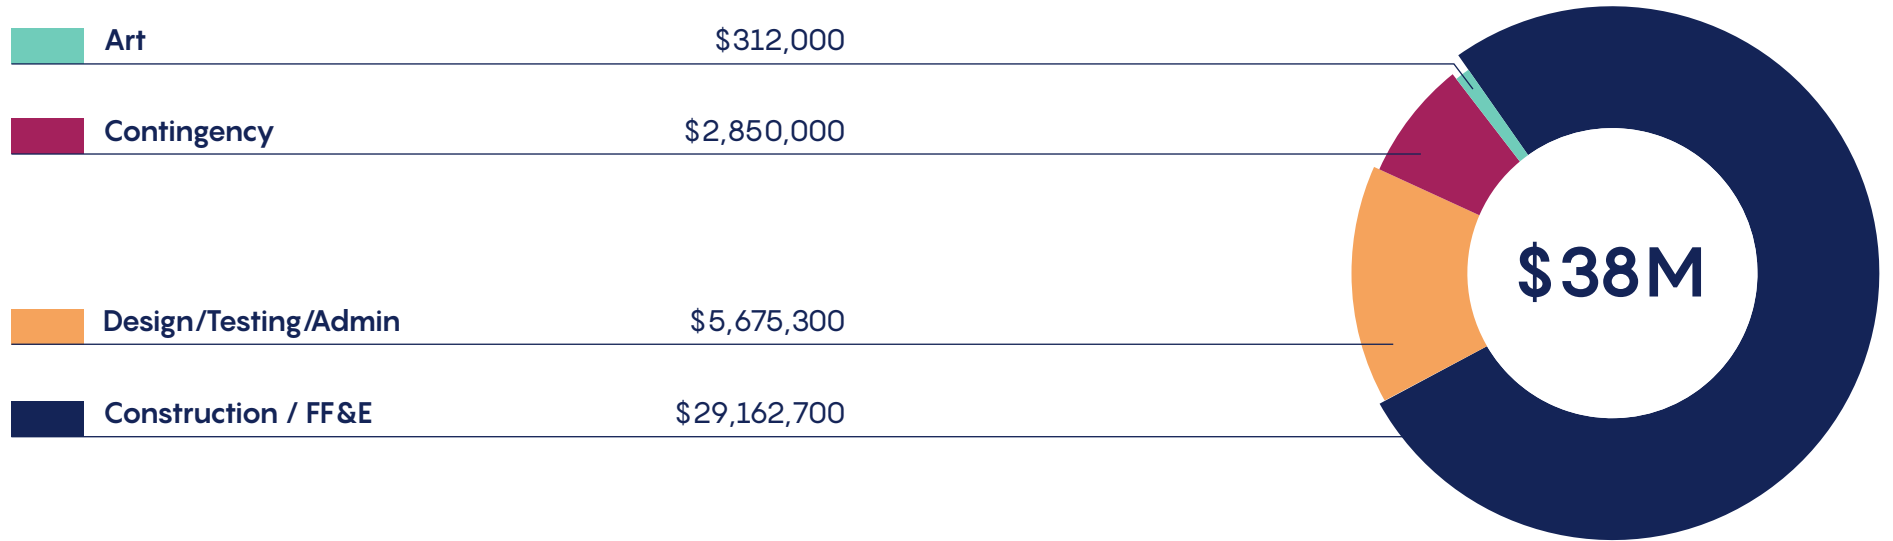 Art $312,000
Contingency $2,850,000
Design/Testing/Admin $5,675,300
Construction / FF&E $29,162,700
$38M